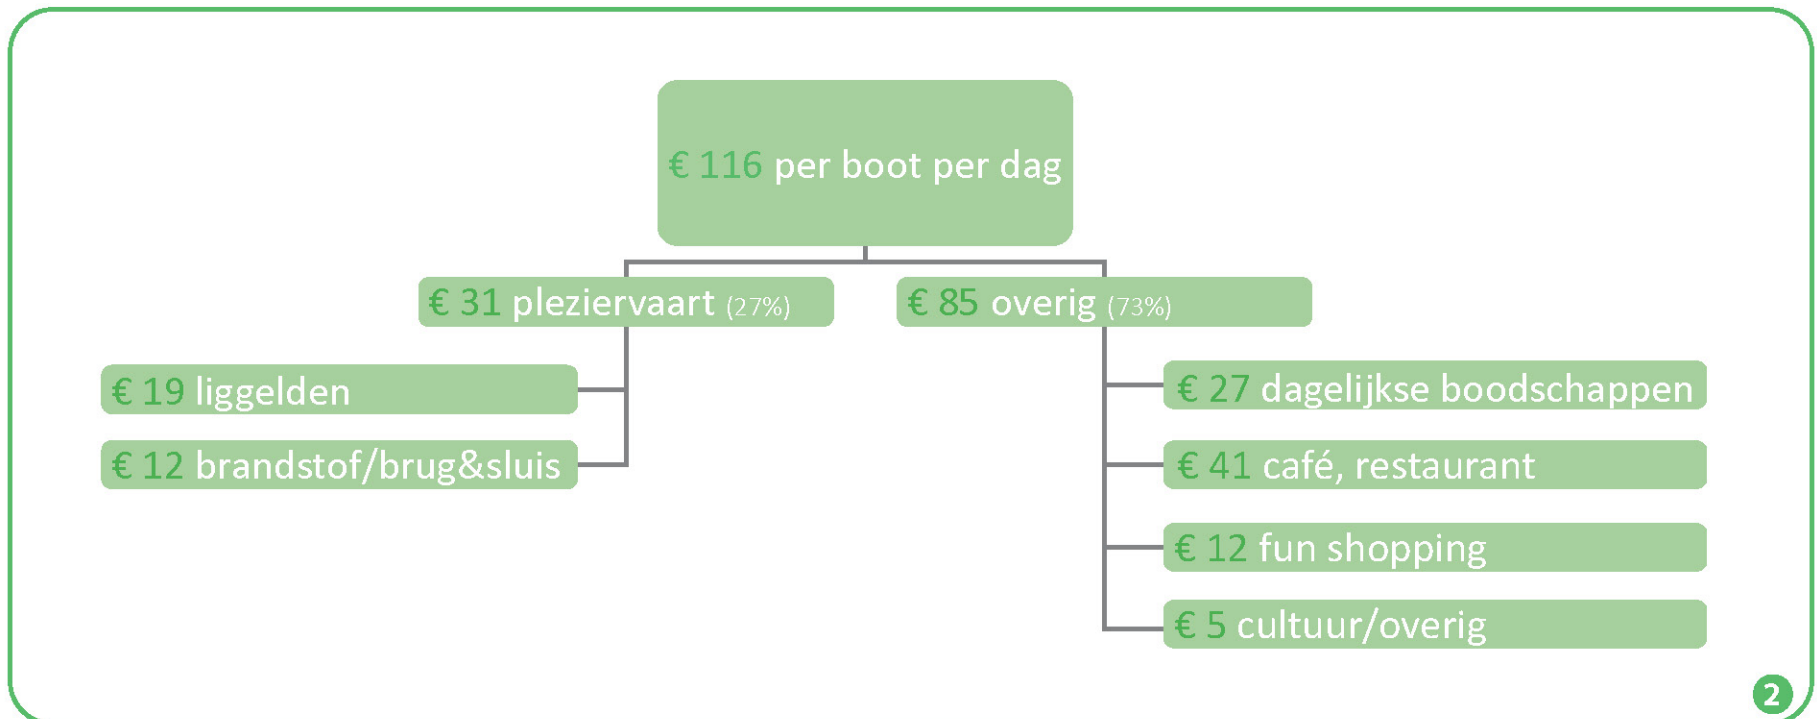 € 116 per boot per dag
€ 31 pleziervaart (27%)
€ 85 overig (73%)
€ 19 liggelden
€ 12 brandstof/brug&sluis
€ 27 dagelijkse boodschappen
€ 41 café, restaurant
€ 12 fun shopping
€ 5 cultuur/overig
2